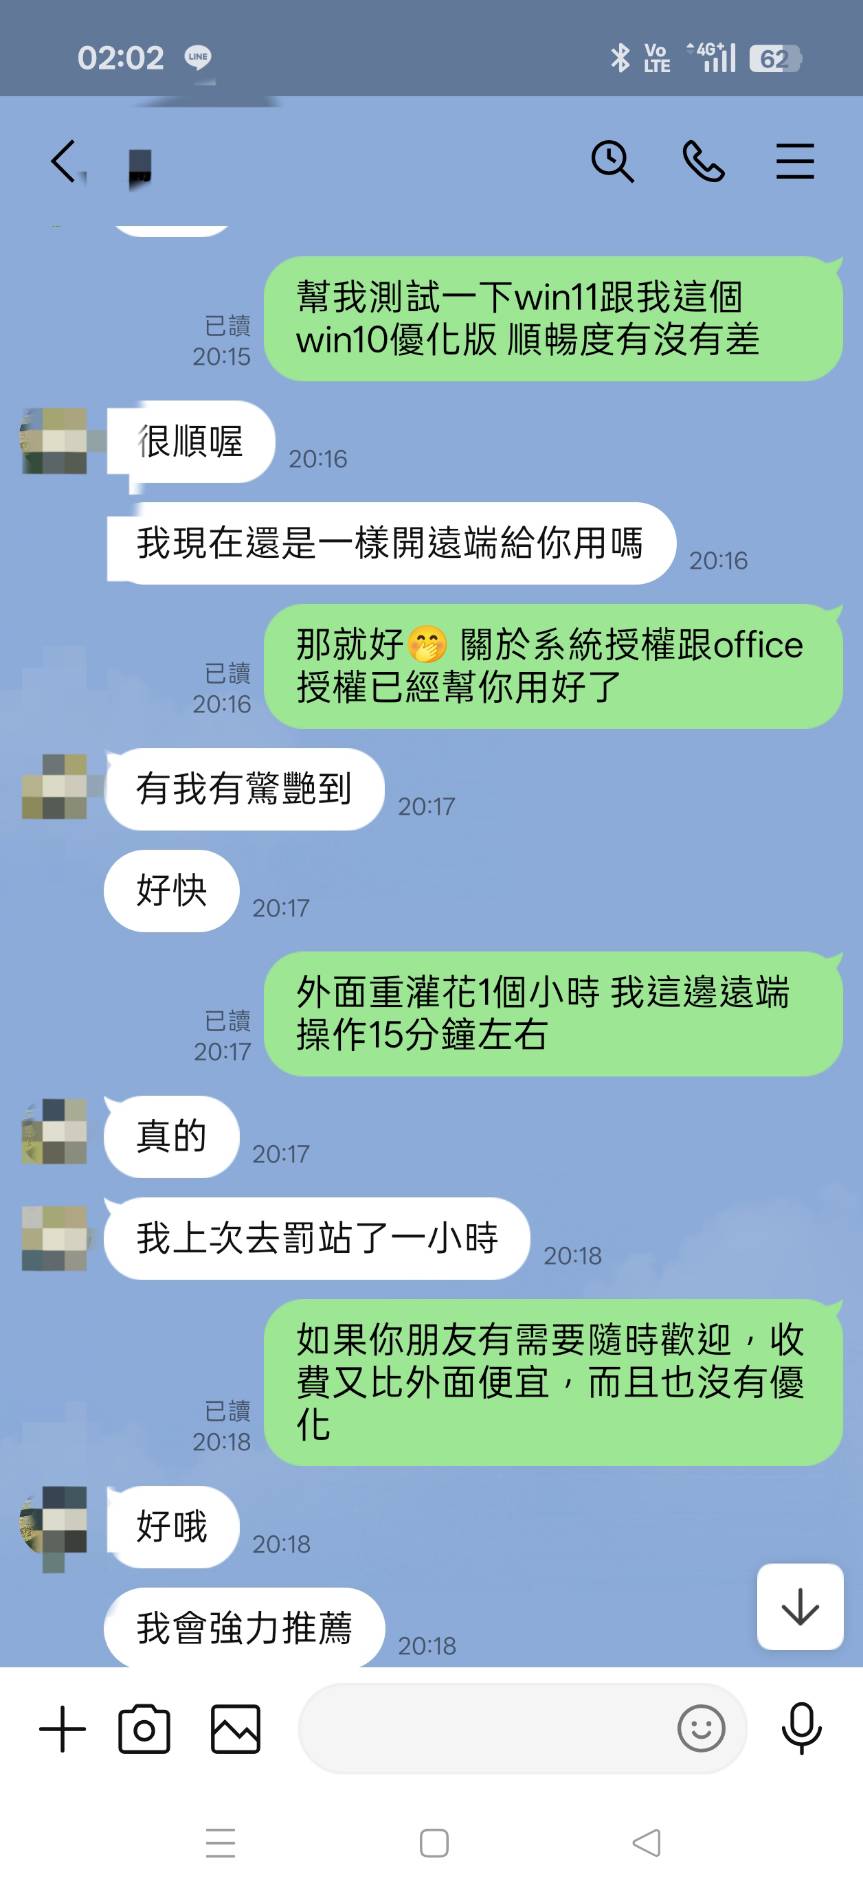 02:02
LINE
Vo
LTE
4G+
62
幫我測試一下win11跟我這個
win10優化版 順暢度有沒有差
已讀
20:15
很順喔
20:16
我現在還是一樣開遠端給你用嗎
20:16
那就好🤭 關於系統授權跟office
授權已經幫你用好了
已讀
20:16
有我有驚艷到
20:17
好快
20:17
外面重灌花1個小時 我這邊遠端
操作15分鐘左右
已讀
20:17
真的
20:17
我上次去罰站了一小時
20:18
如果你朋友有需要隨時歡迎，收
費又比外面便宜，而且也沒有優
化
已讀
20:18
好哦
20:18
我會強力推薦
20:18